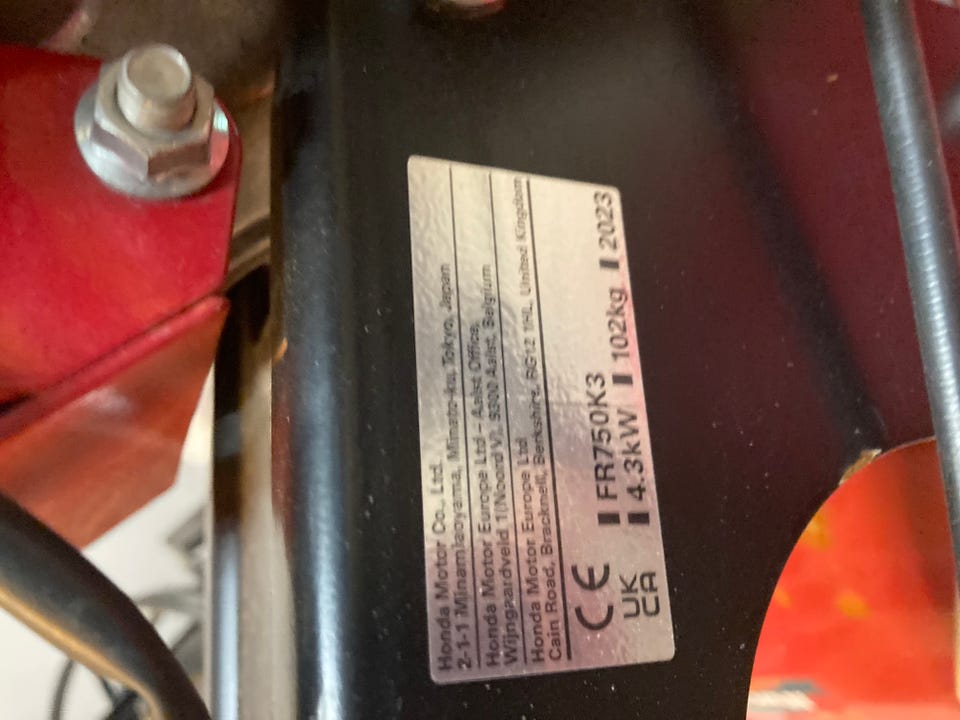 Honda Motor Co., Ltd.
2-1-1 Minamiaoyama, Minato-ku, Tokyo, Japan
Honda Motor Europe Ltd – Aalst Office,
Wijngaardveld 1(Noord V), 9300 Aalst, Belgium
Honda Motor Europe Ltd
Cain Road, Bracknell, Berkshire, RG12 1HL, United Kingdom
CE FR750K3
UK CA 4.3kW 102kg 2023